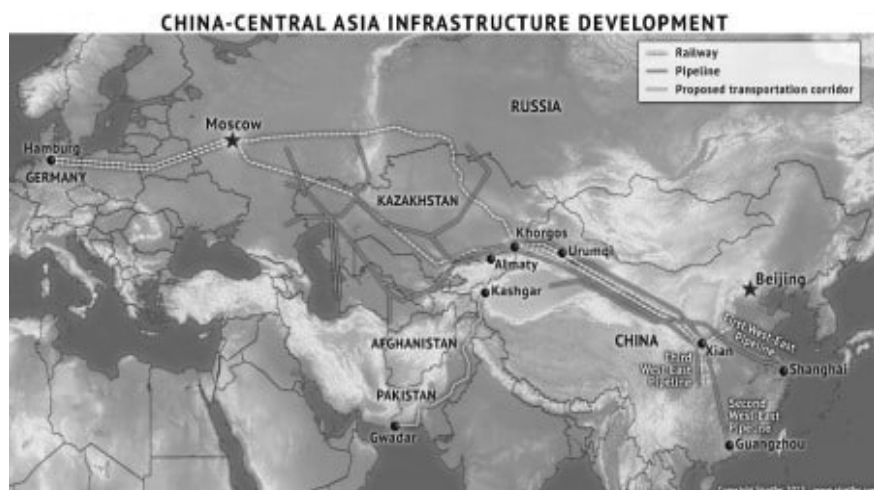 CHINA-CENTRAL ASIA INFRASTRUCTURE DEVELOPMENT
Railway
Pipeline
Proposed transportation corridor
RUSSIA
Moscow
Hamburg
GERMANY
KAZAKHSTAN
Khorgos
Urumqi
Almaty
Kashgar
Beijing
AFGHANISTAN
CHINA
Xian
First West-East
Pipeline
Third
West-East
Pipeline
Shanghai
PAKISTAN
Second
West-East
Pipeline
Gwadar
Guangzhou